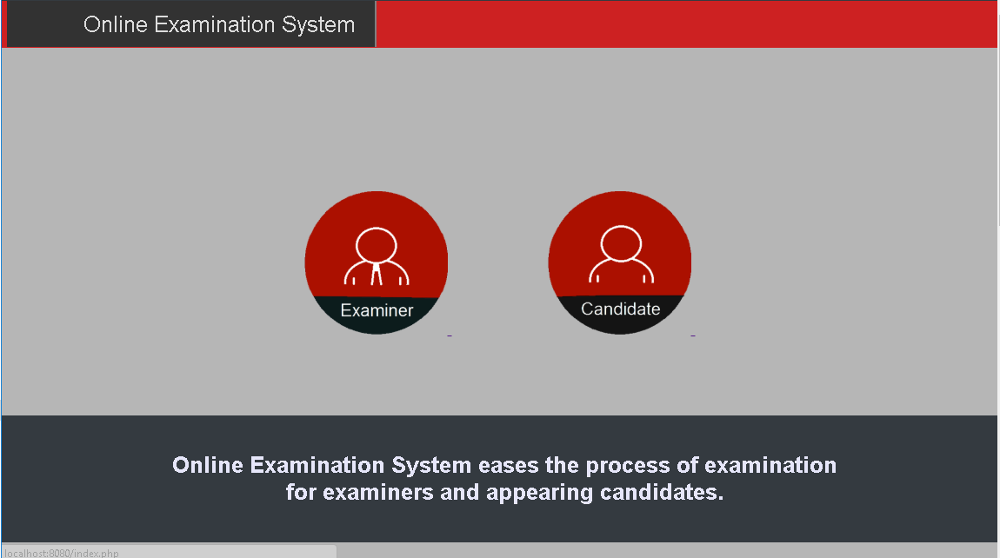 Online Examination System
Examiner
Candidate
Online Examination System eases the process of examination
for examiners and appearing candidates.
localhost:8080/index.php